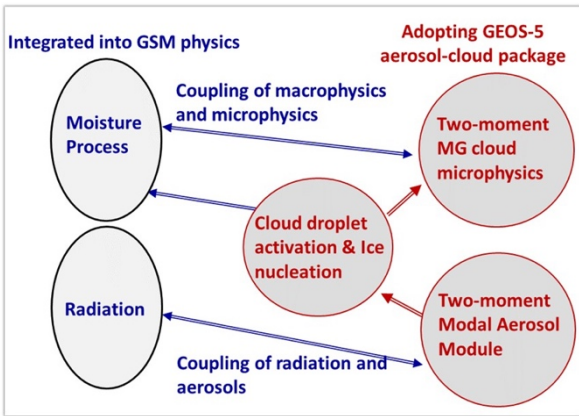 Integrated into GSM physics
Adopting GEOS-5
aerosol-cloud package
Coupling of macrophysics
and microphysics
Moisture
Process
Two-moment
MG cloud
microphysics
Cloud droplet
activation & Ice
nucleation
Radiation
Two-moment
Modal Aerosol
Module
Coupling of radiation and
aerosols